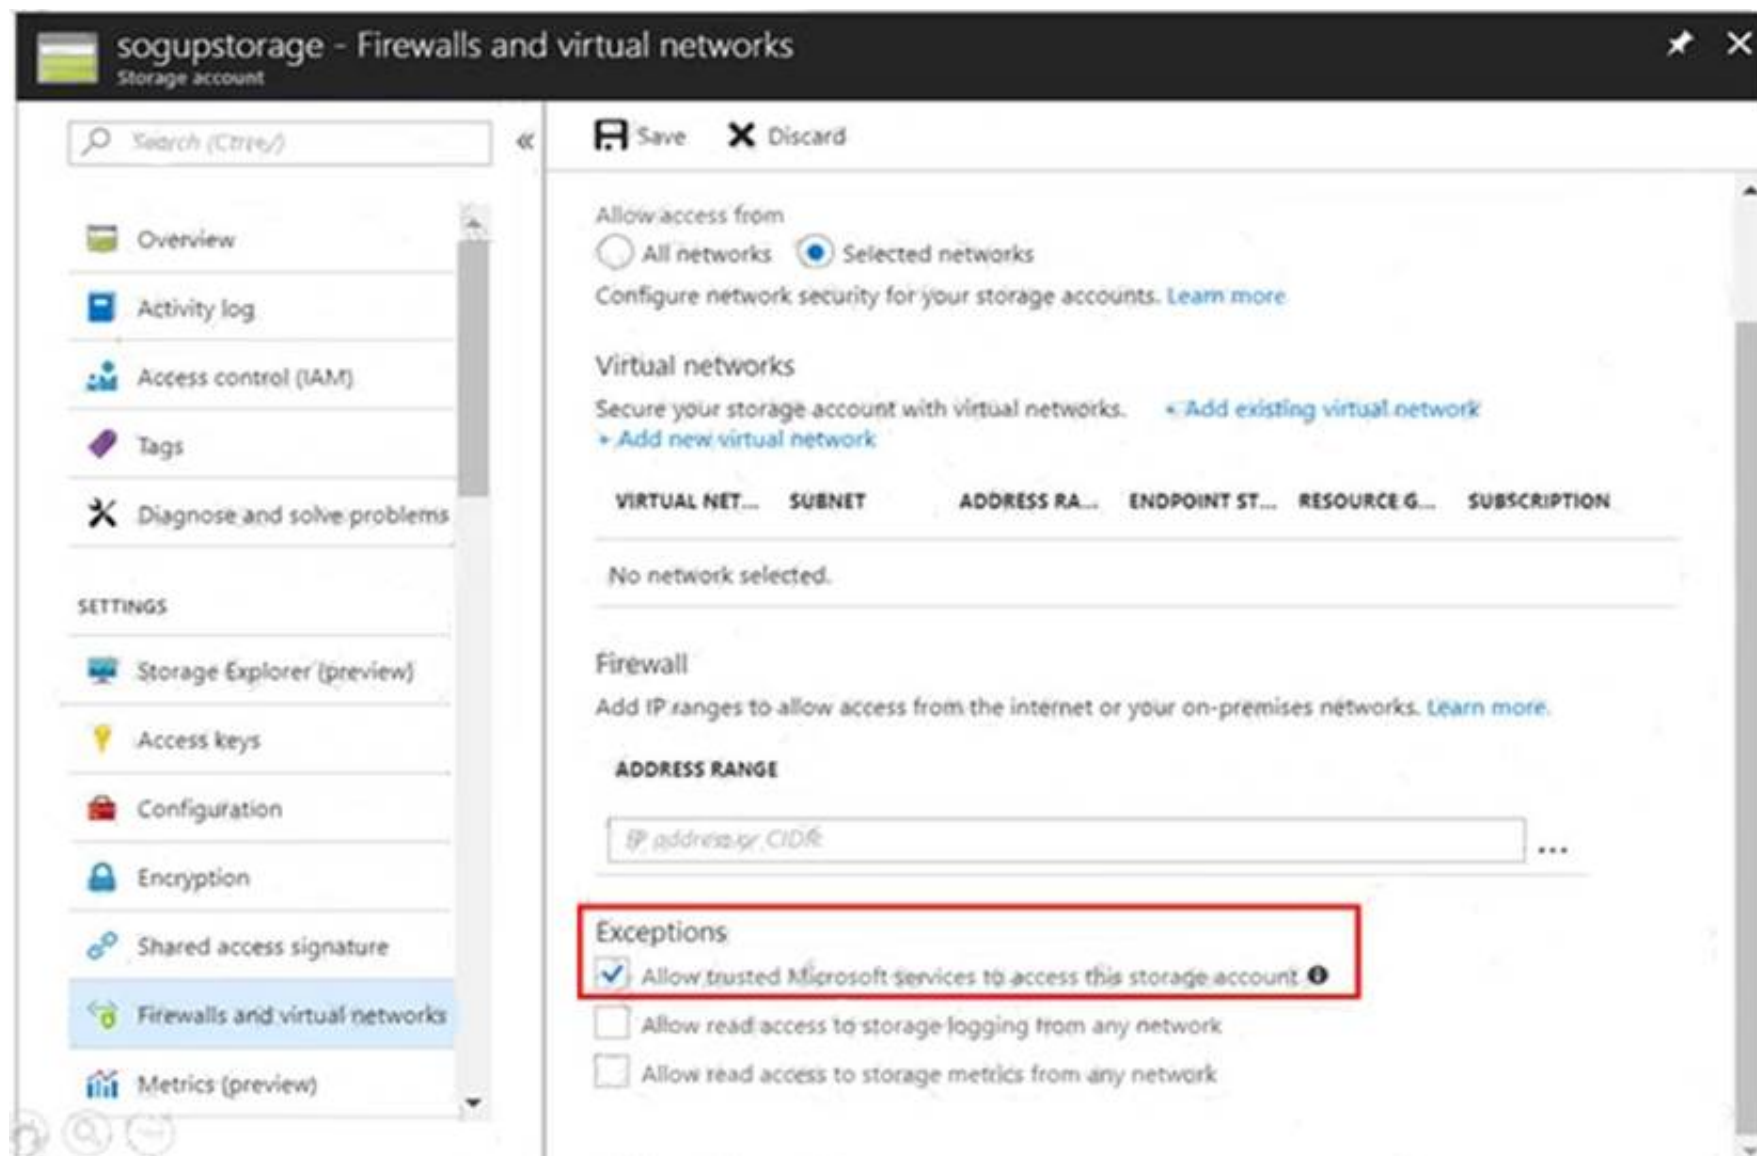 sogupstorage - Firewalls and virtual networks
Storage account
Search (Ctrl+/)
«
Overview
Activity log
Access control (IAM)
Tags
Diagnose and solve problems
SETTINGS
Storage Explorer (preview)
Access keys
Configuration
Encryption
Shared access signature
Firewalls and virtual networks
Metrics (preview)
Save Discard
Allow access from
All networks Selected networks
Configure network security for your storage accounts. Learn more
Virtual networks
Secure your storage account with virtual networks. + Add existing virtual network
+ Add new virtual network
VIRTUAL NET... SUBNET ADDRESS RA... ENDPOINT ST... RESOURCE G... SUBSCRIPTION
No network selected.
Firewall
Add IP ranges to allow access from the internet or your on-premises networks. Learn more.
ADDRESS RANGE
IP address or CIDR
...
Exceptions
Allow trusted Microsoft services to access this storage account
Allow read access to storage logging from any network
Allow read access to storage metrics from any network